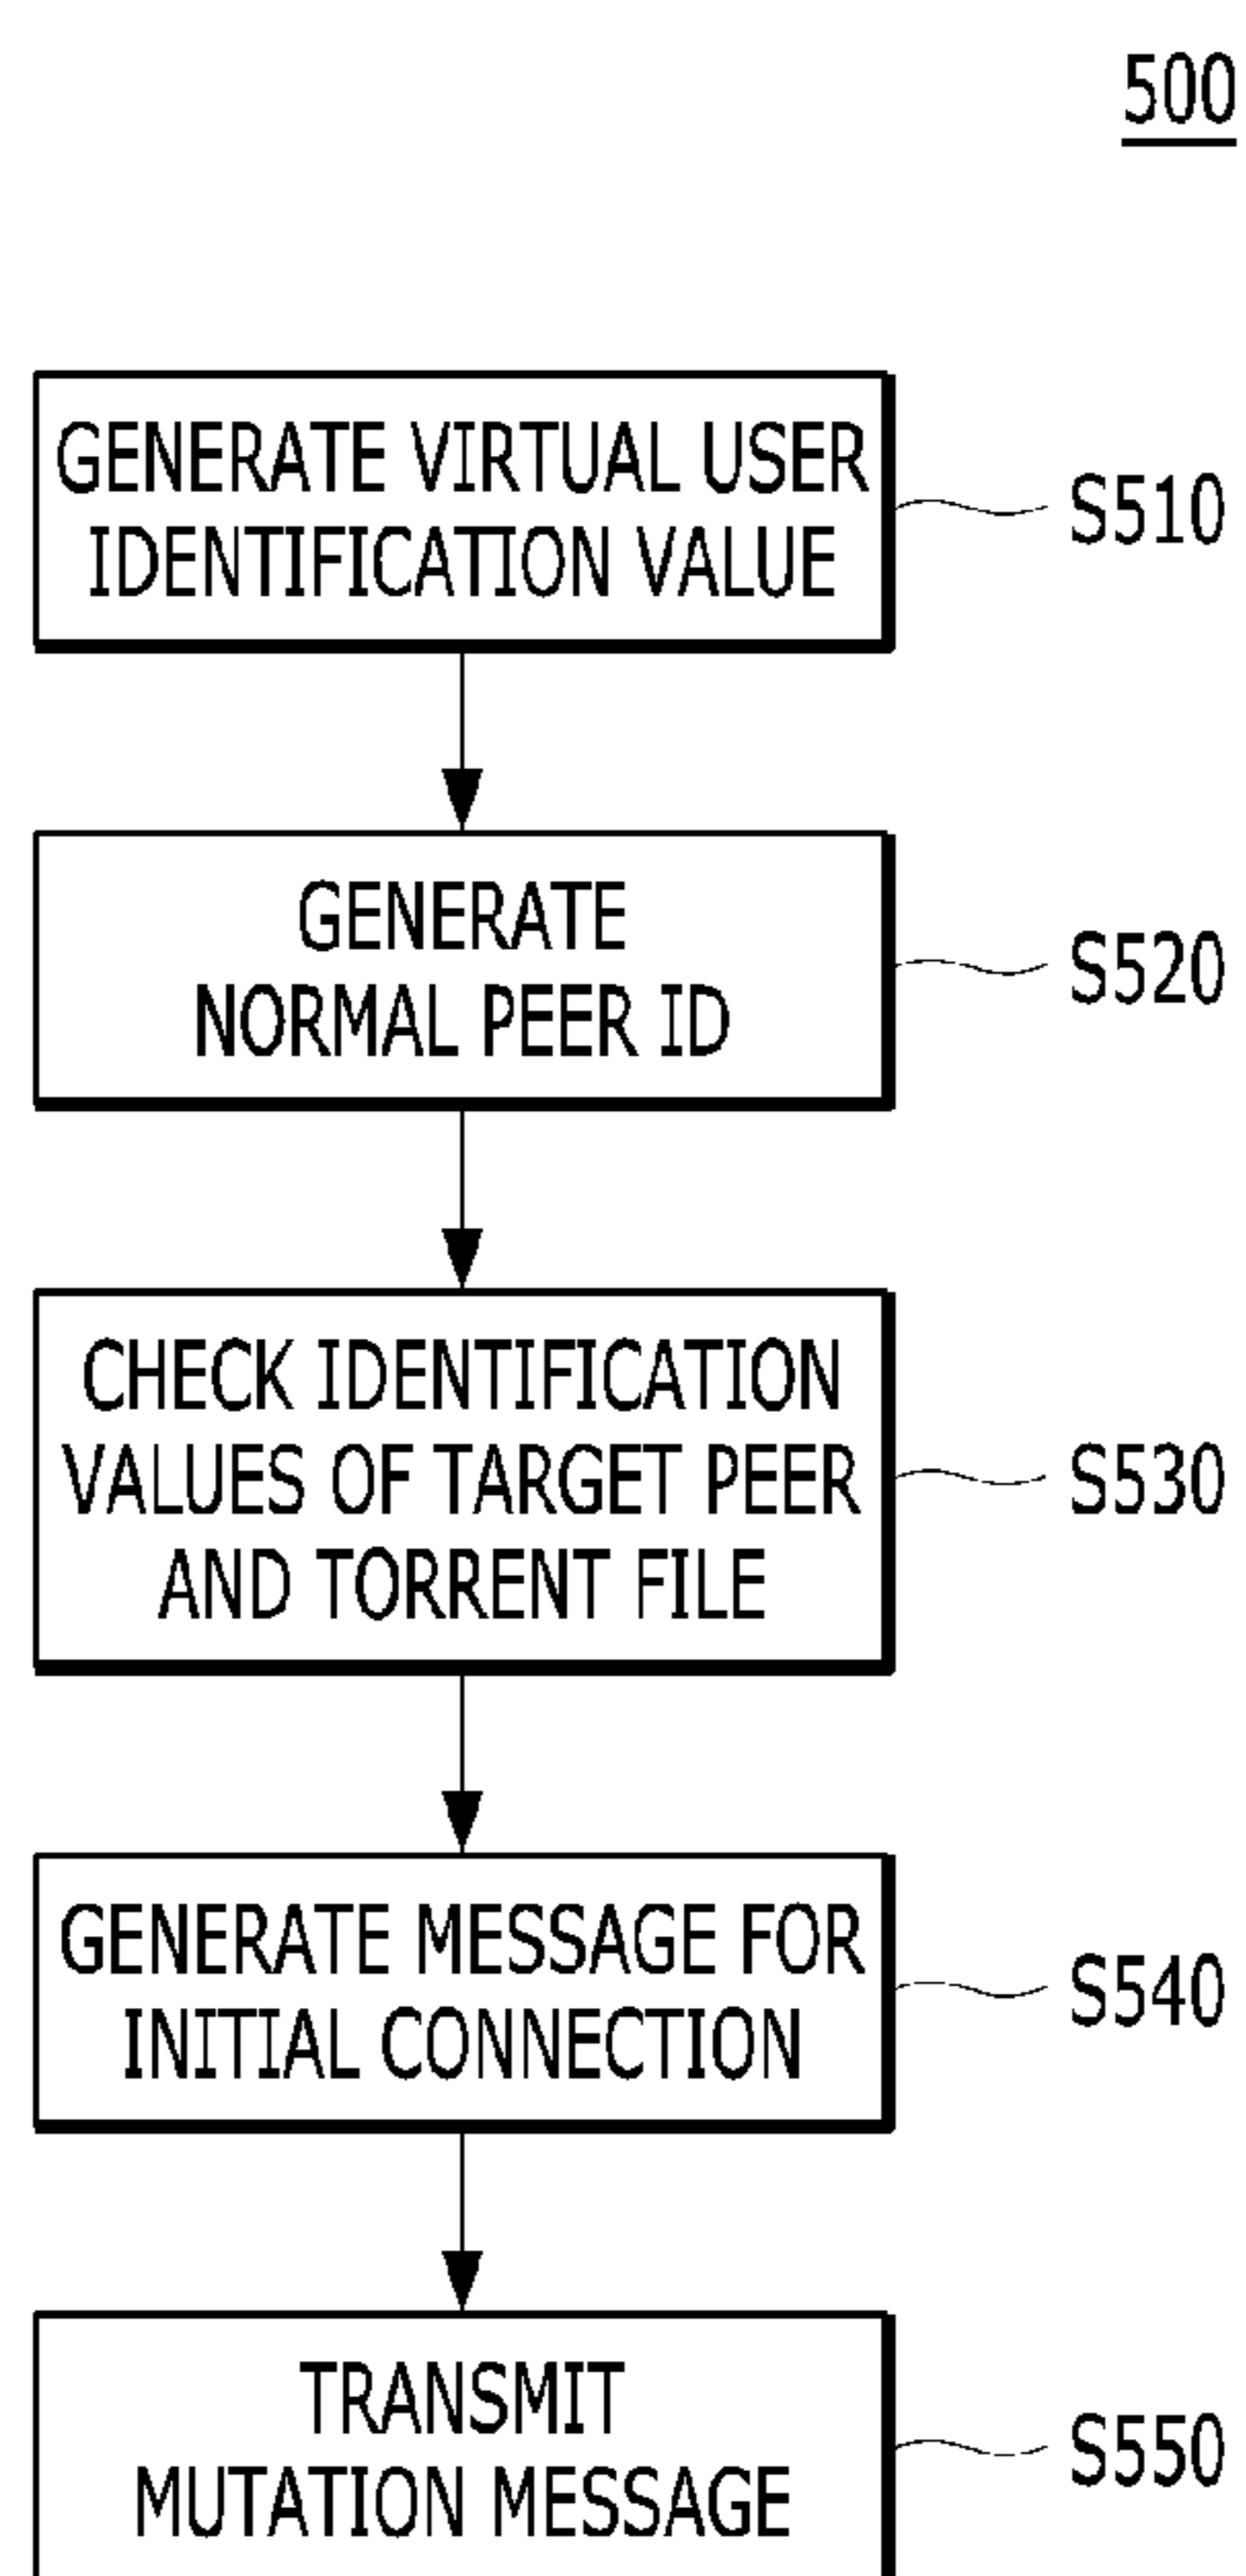 500
GENERATE VIRTUAL USER
IDENTIFICATION VALUE
S510
GENERATE
NORMAL PEER ID
S520
CHECK IDENTIFICATION
VALUES OF TARGET PEER
AND TORRENT FILE
S530
GENERATE MESSAGE FOR
INITIAL CONNECTION
S540
TRANSMIT
MUTATION MESSAGE
S550